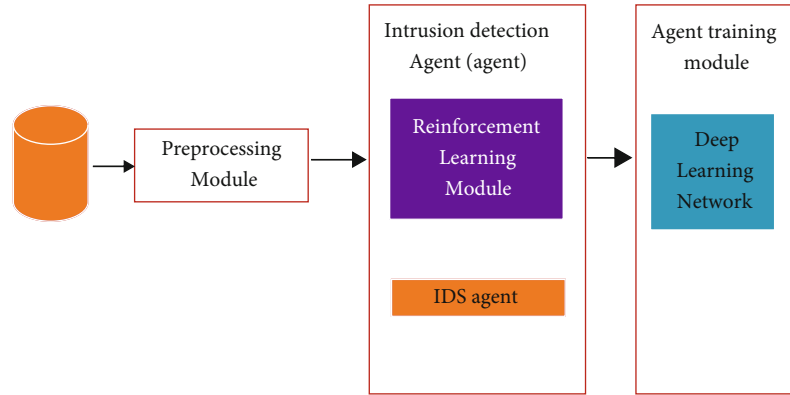 Preprocessing
Module
Intrusion detection
Agent (agent)
Reinforcement
Learning
Module
IDS agent
Agent training
module
Deep
Learning
Network